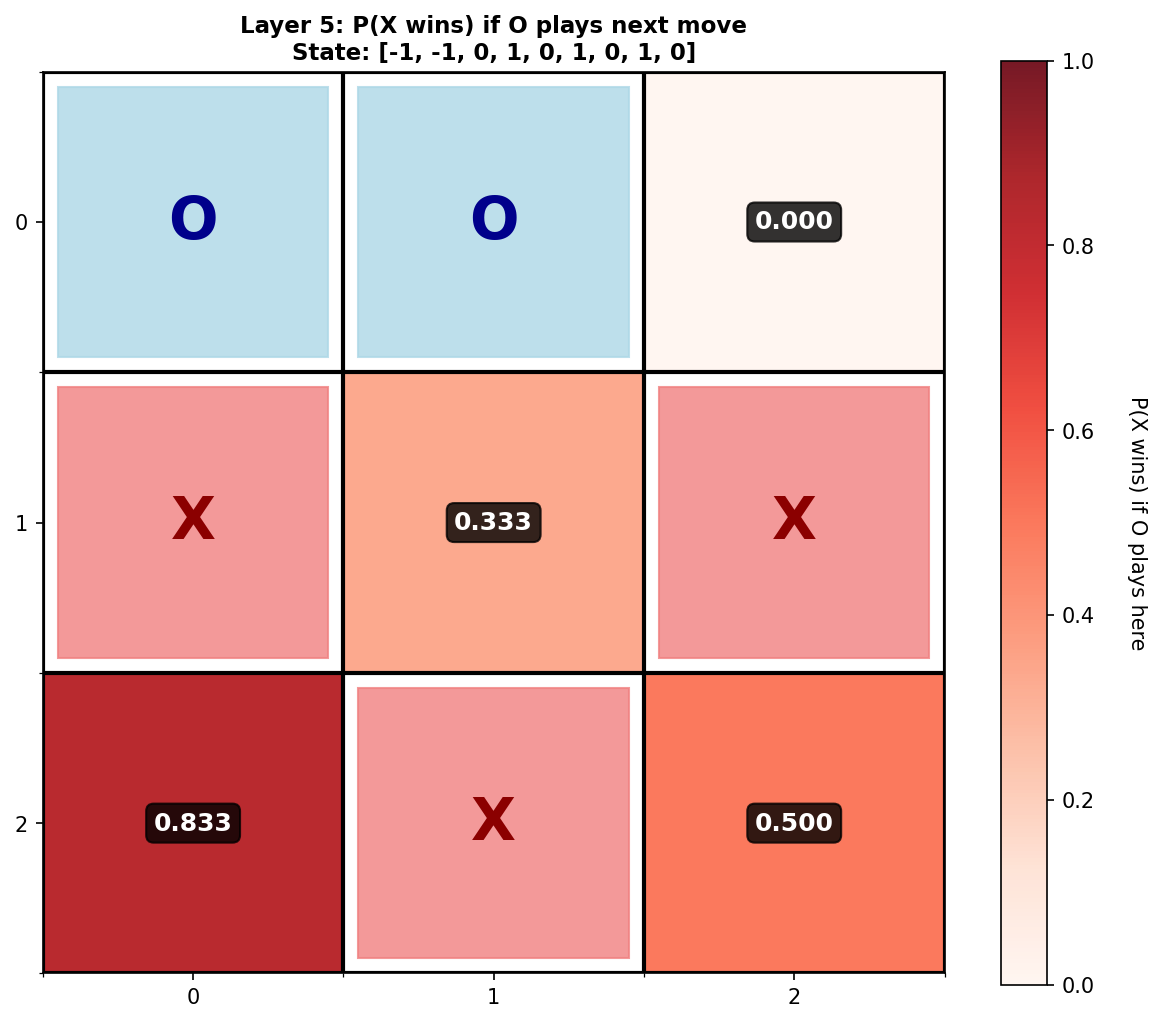 Layer 5: P(X wins) if O plays next move
State: [-1, -1, 0, 1, 0, 1, 0, 1, 0]
0
O
O
0.000
1
X
0.333
X
2
0.833
X
0.500
0
1
2
1.0
0.8
0.6
0.4
0.2
0.0
P(X wins) if O plays here